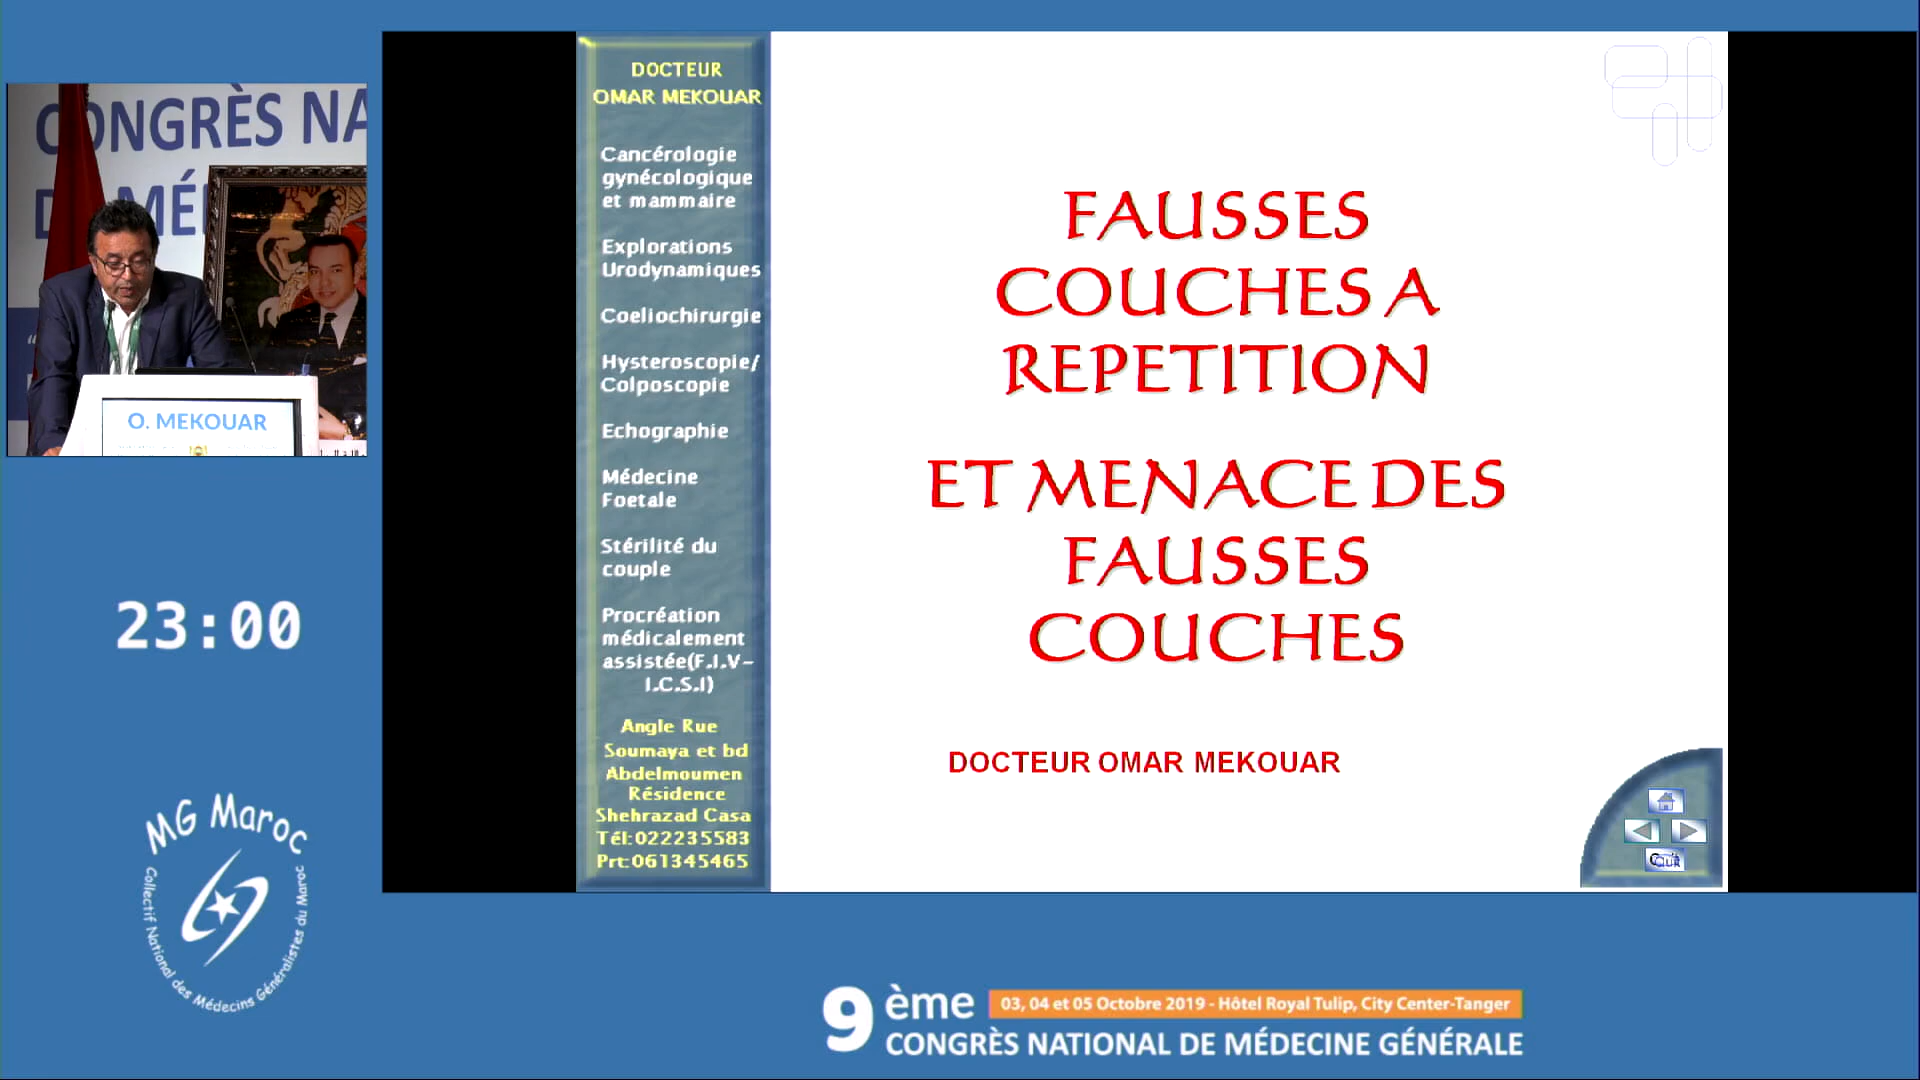 CONGRÈS NA
DE MÉ
O. MEKOUAR
23:00
MG Maroc
Collectif National des Médecins Généralistes du Maroc
DOCTEUR
OMAR MEKOUAR
Cancérologie
gynécologique
et mammaire
Explorations
Urodynamiques
Coeliochirurgie
Hysteroscopie/
Colposcopie
Echographie
Médecine
Foetale
Stérilité du
couple
Procréation
médicalement
assistée(F.I.V-
I.C.S.I)
Angle Rue
Soumaya et bd
Abdelmoumen
Résidence
Shehrazad Casa
Tél:022235583
Prt:061345465
FAUSSES
COUCHES A
REPETITION
ET MENACE DES
FAUSSES
COUCHES
DOCTEUR OMAR MEKOUAR
9 ème
03, 04 et 05 Octobre 2019 - Hôtel Royal Tulip, City Center-Tanger
CONGRÈS NATIONAL DE MÉDECINE GÉNÉRALE